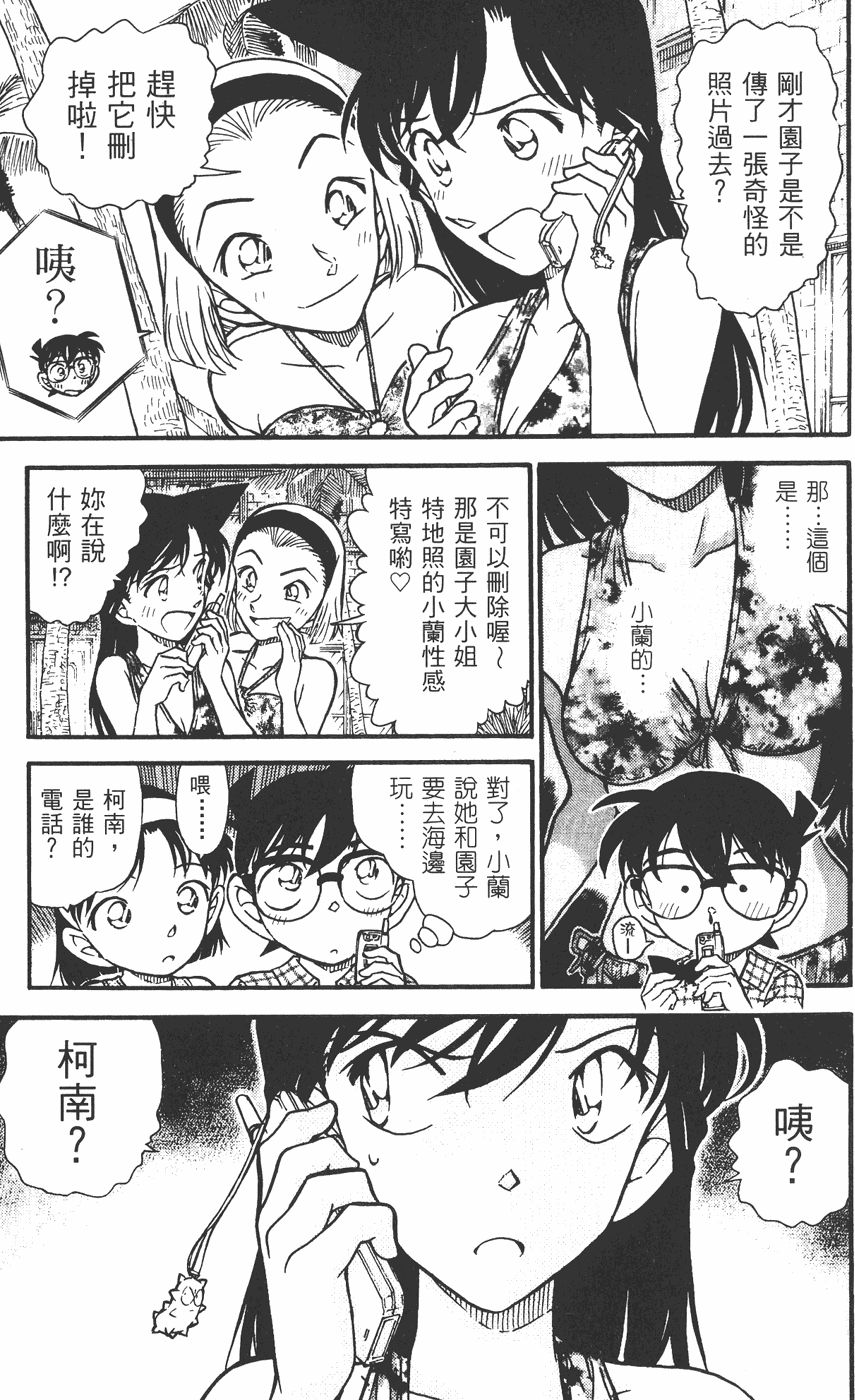 剛才園子是不是
傳了一張奇怪的
照片過去？
趕快
把它刪
掉啦！
咦？
那…這個
是……
小蘭的…
流ー
不可以刪除喔～
那是園子大小姐
特地照的小蘭性感
特寫喲♡
妳在說
什麼啊!?
對了，小蘭
說她和園子
要去海邊
玩……
喂……
柯南，
是誰的
電話？
咦？
柯南？